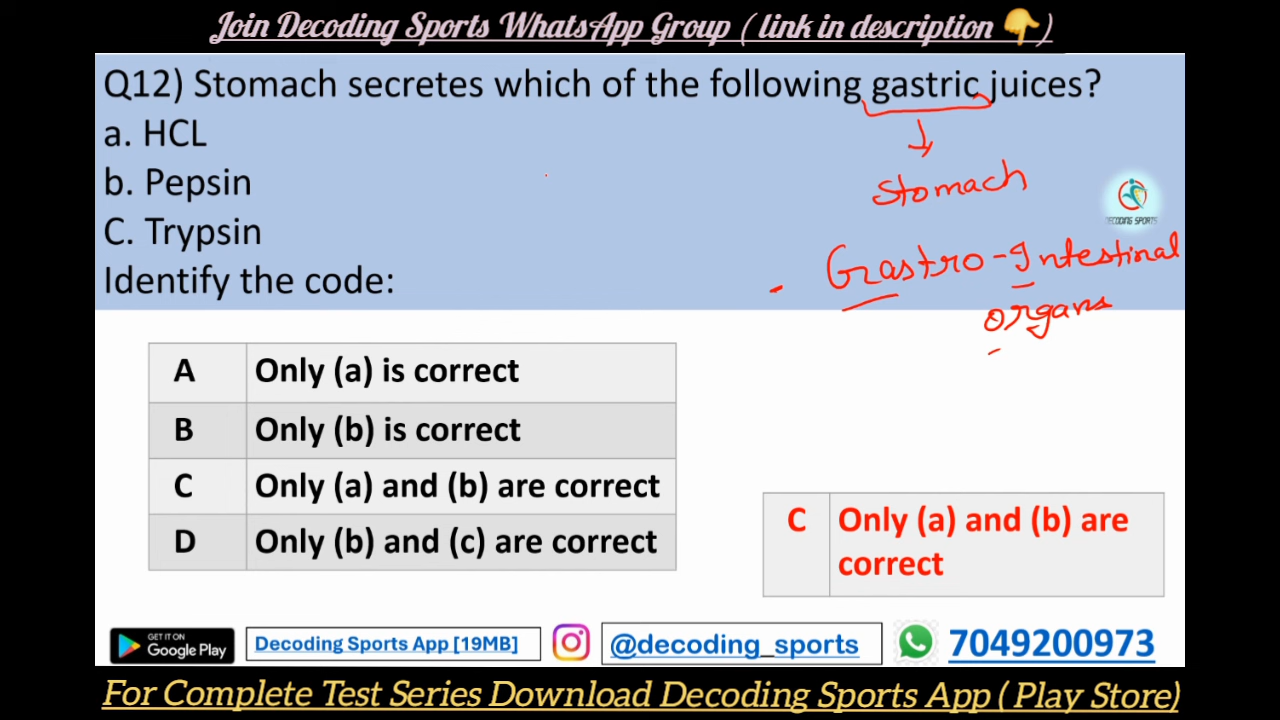 Join Decoding Sports WhatsApp Group ( link in description 👇)
Q12) Stomach secretes which of the following gastric juices?
a. HCL
b. Pepsin
C. Trypsin
Identify the code:
Stomach
Gastro-Intestinal
organs
DECODING SPORTS
A Only (a) is correct
B Only (b) is correct
C Only (a) and (b) are correct
D Only (b) and (c) are correct
C Only (a) and (b) are
correct
GET IT ON
Google Play
Decoding Sports App [19MB]
@decoding_sports
7049200973
For Complete Test Series Download Decoding Sports App ( Play Store)